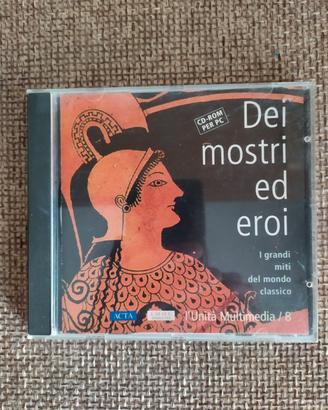 CD-ROM
PER PC
Dei
mostri
ed
eroi
I grandi
miti
del mondo
classico
ACTA
l'Unità Multimedia / 8